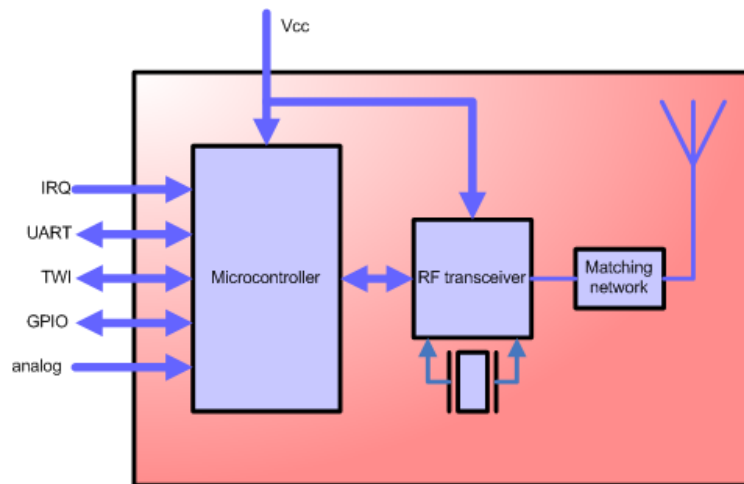 Vcc
IRQ
UART
TWI
GPIO
analog
Microcontroller
RF transceiver
Matching
network